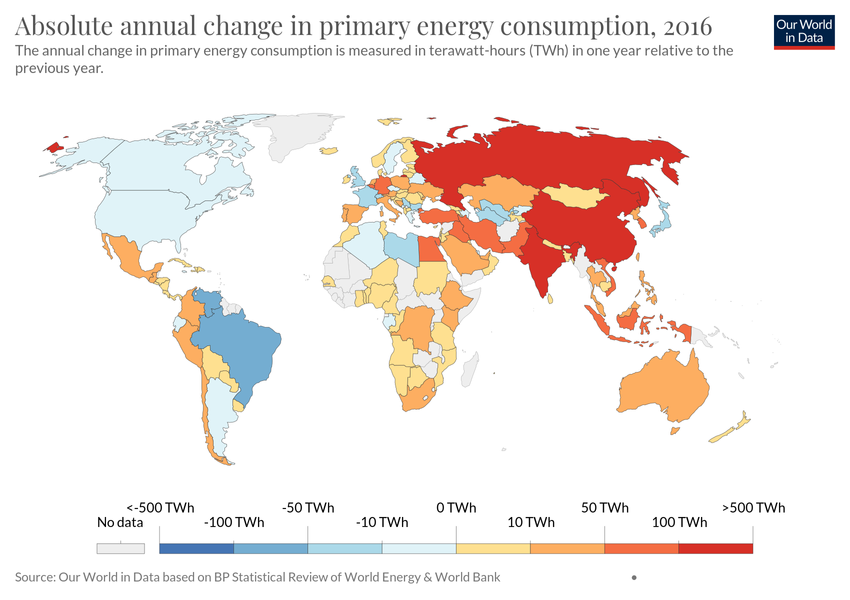 Absolute annual change in primary energy consumption, 2016
Our World
in Data
The annual change in primary energy consumption is measured in terawatt-hours (TWh) in one year relative to the
previous year.
<-500 TWh
-50 TWh
0 TWh
50 TWh
>500 TWh
No data
-100 TWh
-10 TWh
10 TWh
100 TWh
Source: Our World in Data based on BP Statistical Review of World Energy & World Bank